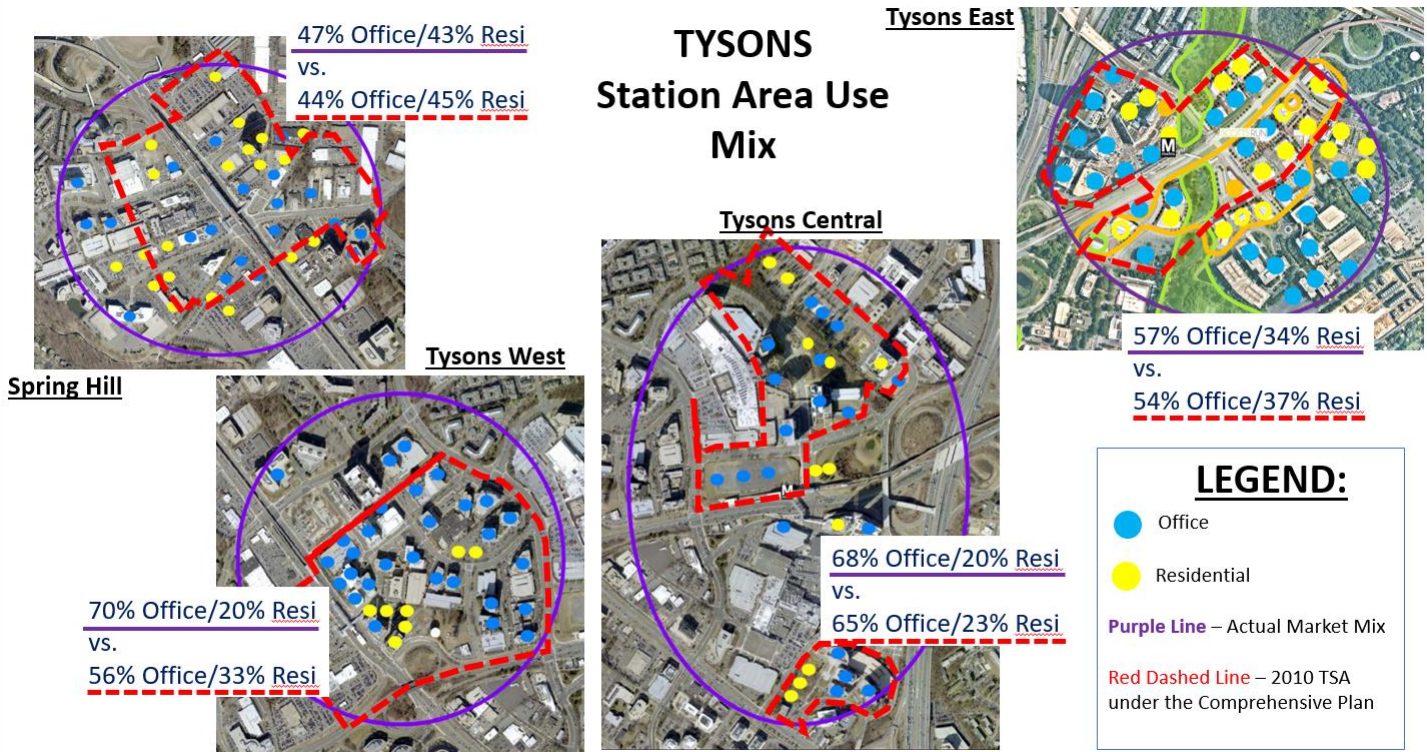 TYSONS
Station Area Use
Mix
47% Office/43% Resi
vs.
44% Office/45% Resi
Spring Hill
Tysons West
70% Office/20% Resi
vs.
56% Office/33% Resi
Tysons Central
M
68% Office/20% Resi
vs.
65% Office/23% Resi
Tysons East
M
57% Office/34% Resi
vs.
54% Office/37% Resi
LEGEND:
Office
Residential
Purple Line – Actual Market Mix
Red Dashed Line – 2010 TSA
under the Comprehensive Plan